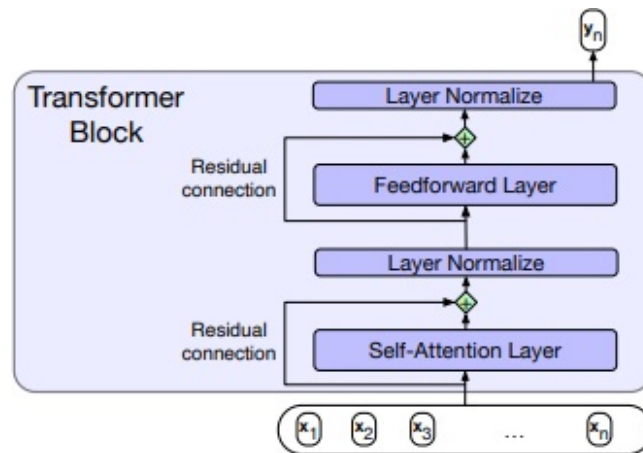 yn
Transformer
Block
Layer Normalize
+
Residual
connection
Feedforward Layer
Layer Normalize
+
Residual
connection
Self-Attention Layer
x1 x2 x3 ... xn